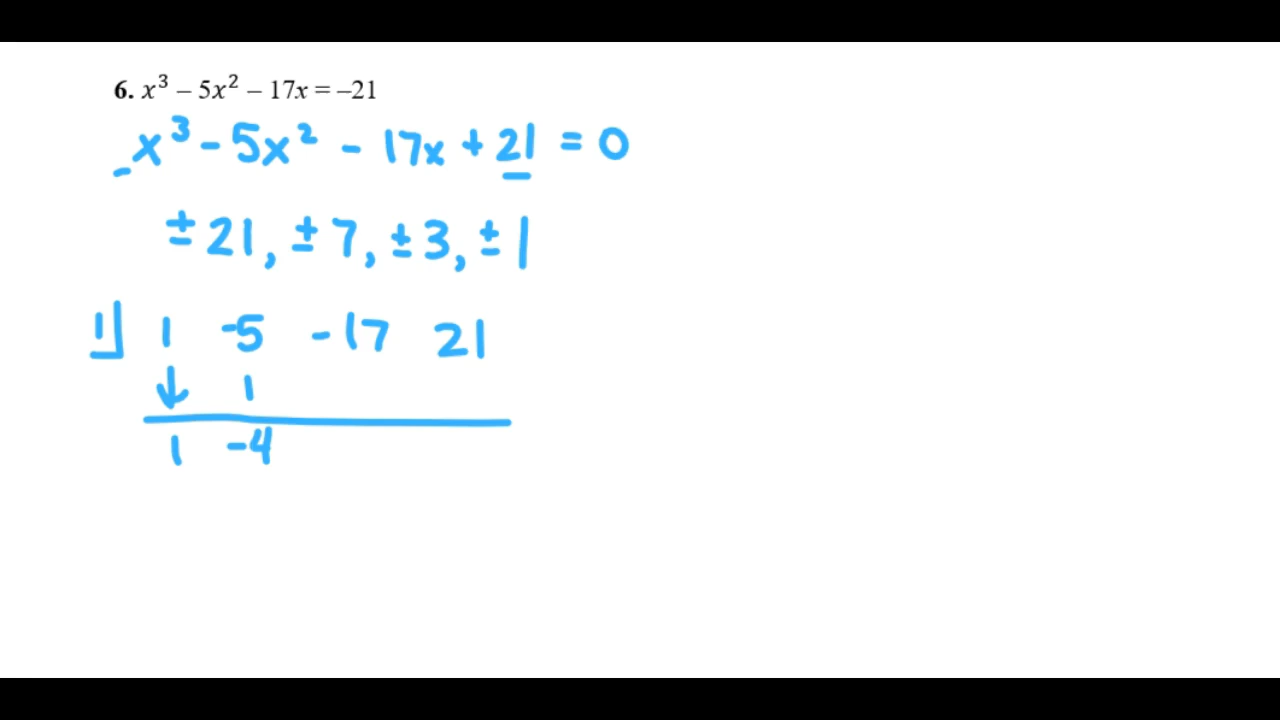 6. x³ – 5x² – 17x = –21
x³ - 5x² - 17x + 21 = 0
± 21, ± 7, ± 3, ± 1
1 1 -5 -17 21
↓ 1
1 -4